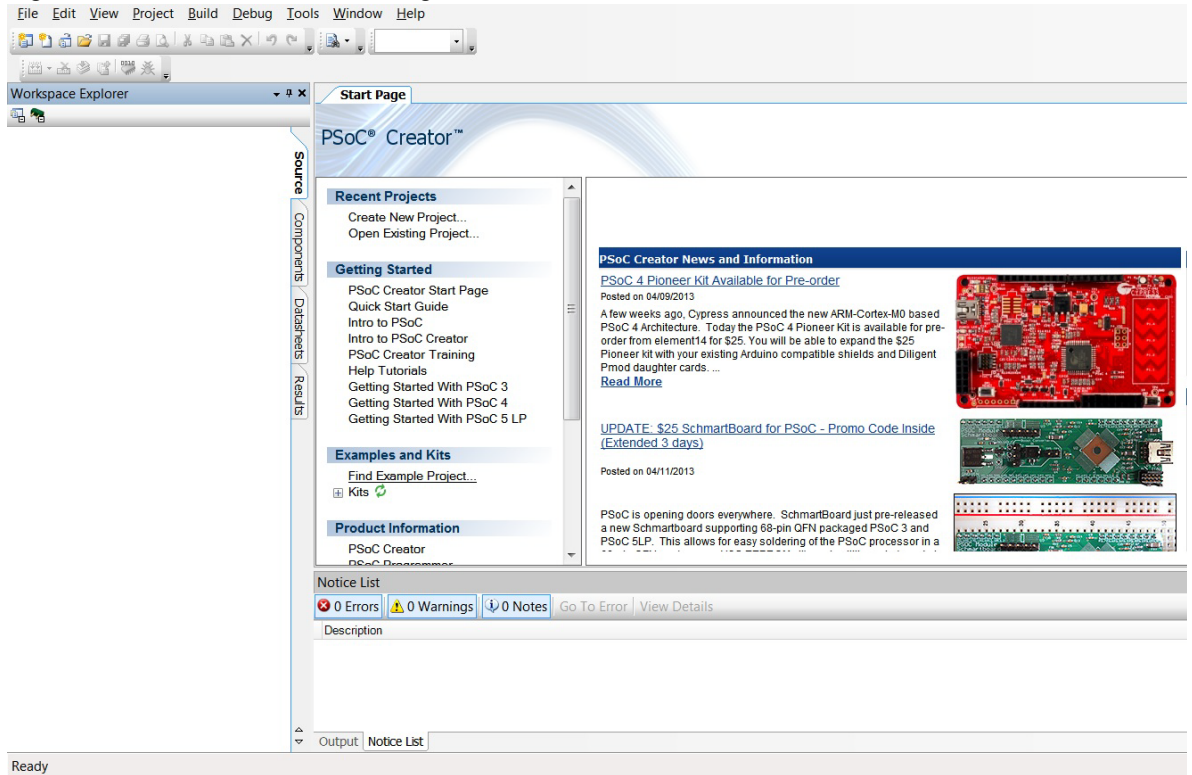 File Edit View Project Build Debug Tools Window Help
Workspace Explorer
Source
Components
Datasheets
Results
Start Page
PSoC® Creator™
Recent Projects
Create New Project...
Open Existing Project...
Getting Started
PSoC Creator Start Page
Quick Start Guide
Intro to PSoC
Intro to PSoC Creator
PSoC Creator Training
Help Tutorials
Getting Started With PSoC 3
Getting Started With PSoC 4
Getting Started With PSoC 5 LP
Examples and Kits
Find Example Project...
Kits
Product Information
PSoC Creator
PSoC Programmer
PSoC Creator News and Information
PSoC 4 Pioneer Kit Available for Pre-order
Posted on 04/09/2013
A few weeks ago, Cypress announced the new ARM-Cortex-M0 based
PSoC 4 Architecture. Today the PSoC 4 Pioneer Kit is available for pre-
order from element14 for $25. You will be able to expand the $25
Pioneer kit with your existing Arduino compatible shields and Diligent
Pmod daughter cards. ...
Read More
UPDATE: $25 SchmartBoard for PSoC - Promo Code Inside
(Extended 3 days)
Posted on 04/11/2013
PSoC is opening doors everywhere. SchmartBoard just pre-released
a new Schmartboard supporting 68-pin QFN packaged PSoC 3 and
PSoC 5LP. This allows for easy soldering of the PSoC processor in a
Notice List
0 Errors 0 Warnings 0 Notes Go To Error View Details
Description
Output Notice List
Ready